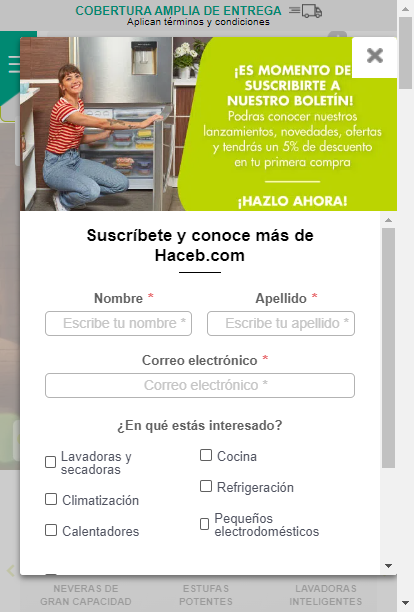 COBERTURA AMPLIA DE ENTREGA
Aplican términos y condiciones
¡ES MOMENTO DE
SUSCRIBIRTE A
NUESTRO BOLETÍN!
Podras conocer nuestros
lanzamientos, novedades, ofertas
y tendrás un 5% de descuento
en tu primera compra
¡HAZLO AHORA!
Suscríbete y conoce más de
Haceb.com
Nombre * Apellido *
Escribe tu nombre * Escribe tu apellido *
Correo electrónico *
Correo electrónico *
¿En qué estás interesado?
Lavadoras y
secadoras
Cocina
Climatización
Refrigeración
Calentadores
Pequeños
electrodomésticos
NEVERAS DE
GRAN CAPACIDAD
ESTUFAS
POTENTES
LAVADORAS
INTELIGENTES